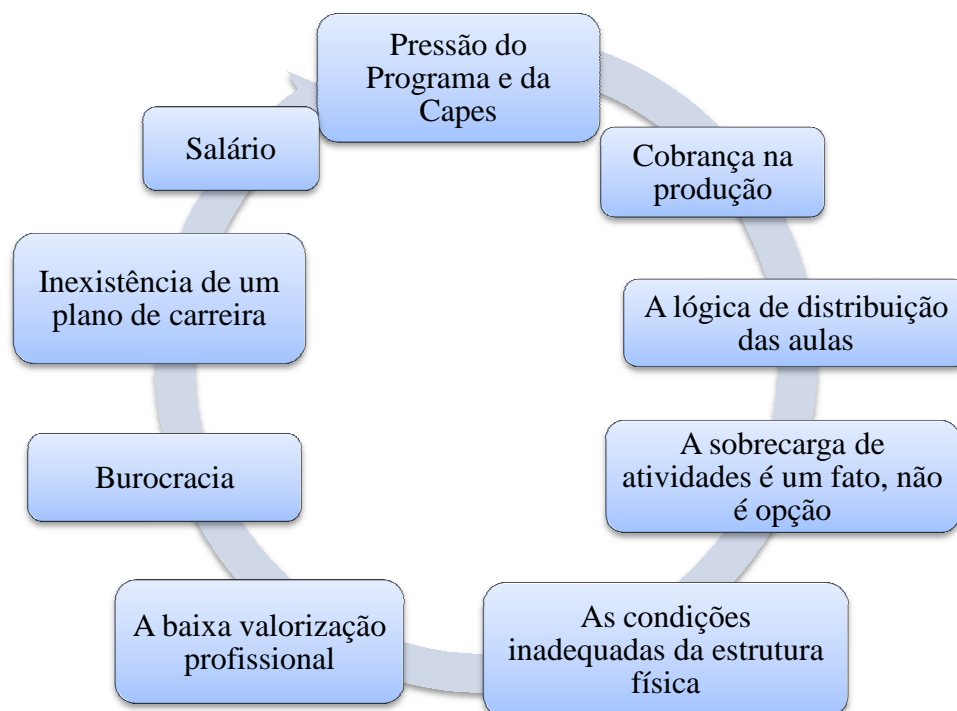 Pressão do
Programa e da
Capes
Cobrança na
produção
A lógica de distribuição
das aulas
A sobrecarga de
atividades é um fato, não
é opção
As condições
inadequadas da estrutura
física
A baixa valorização
profissional
Burocracia
Inexistência de um
plano de carreira
Salário